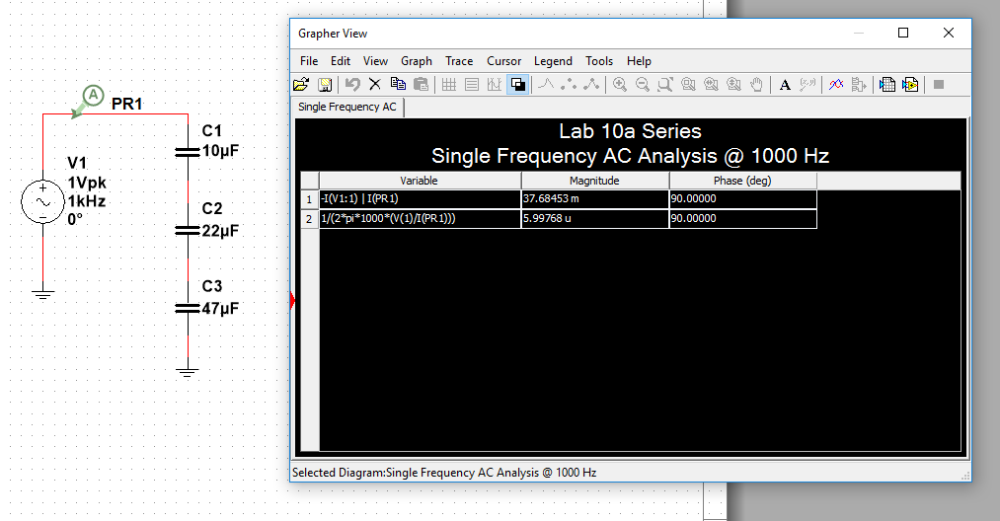 PR1
A
V1
1Vpk
1kHz
0°
C1
10µF
C2
22µF
C3
47µF
Grapher View
File Edit View Graph Trace Cursor Legend Tools Help
A
Single Frequency AC
Lab 10a Series
Single Frequency AC Analysis @ 1000 Hz
Variable Magnitude Phase (deg)
1 -I(V1:1) | I(PR1) 37.68453 m 90.00000
2 1/(2*pi*1000*(V(1)/I(PR1))) 5.99768 u 90.00000
Selected Diagram:Single Frequency AC Analysis @ 1000 Hz